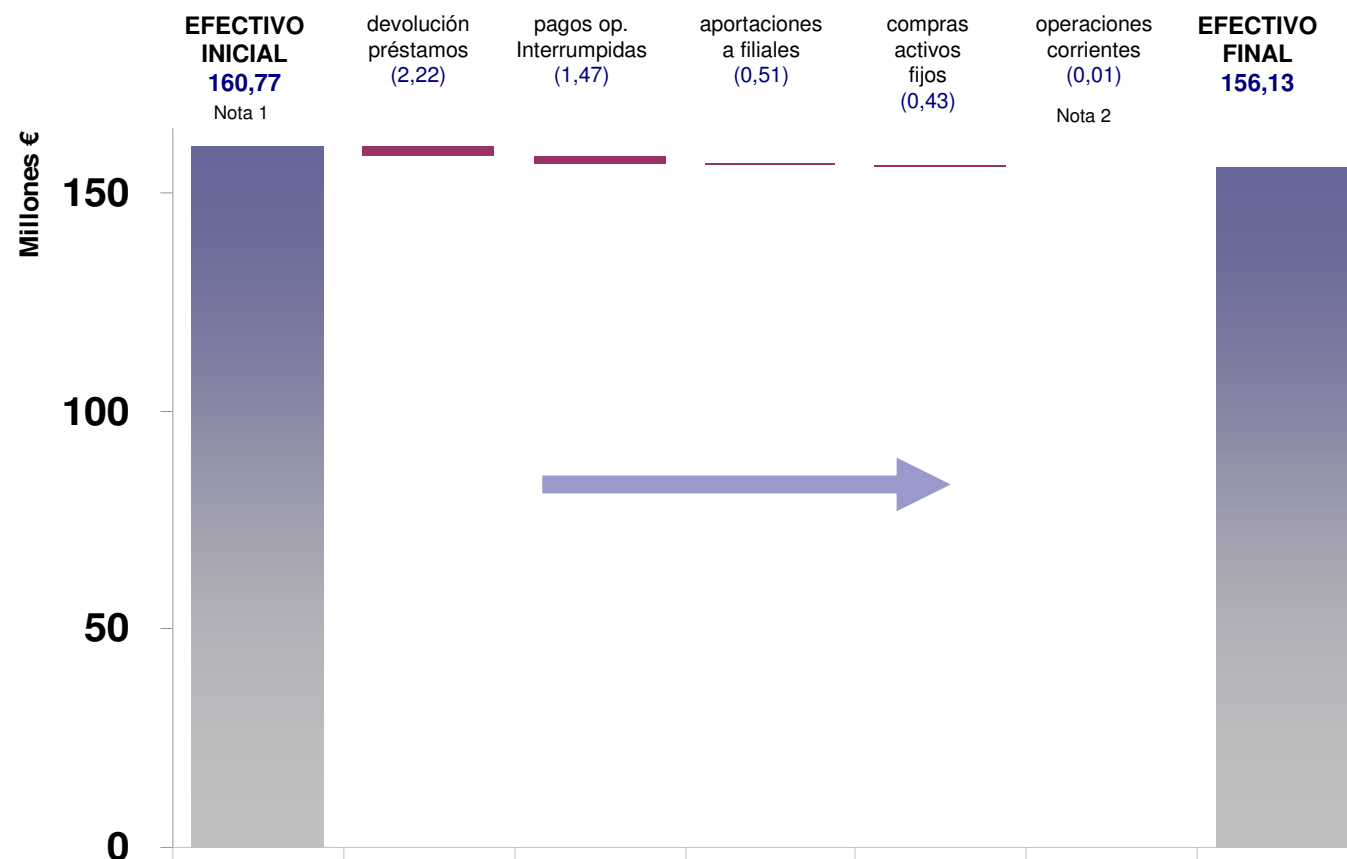 EFECTIVO
INICIAL
160,77
Nota 1
devolución
préstamos
(2,22)
pagos op.
Interrumpidas
(1,47)
aportaciones
a filiales
(0,51)
compras
activos
fijos
(0,43)
operaciones
corrientes
(0,01)
Nota 2
EFECTIVO
FINAL
156,13
Millones €
150
100
50
0